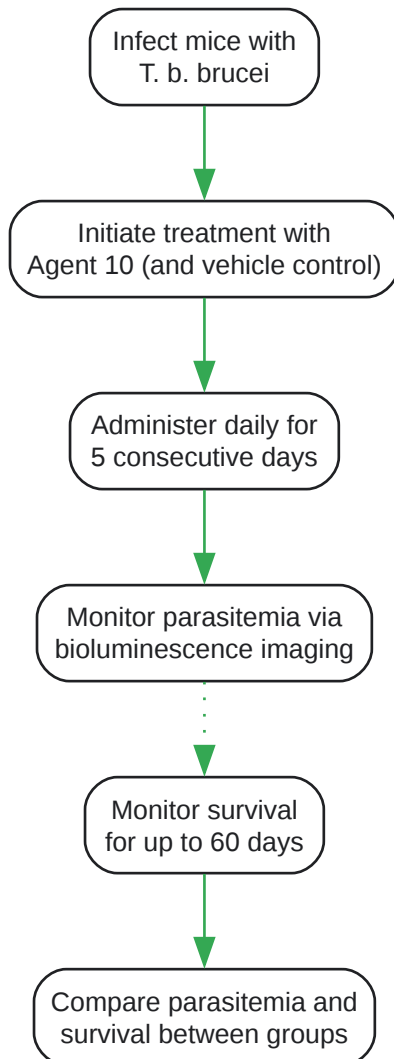 Infect mice with
T. b. brucei
Initiate treatment with
Agent 10 (and vehicle control)
Administer daily for
5 consecutive days
Monitor parasitemia via
bioluminescence imaging
Monitor survival
for up to 60 days
Compare parasitemia and
survival between groups